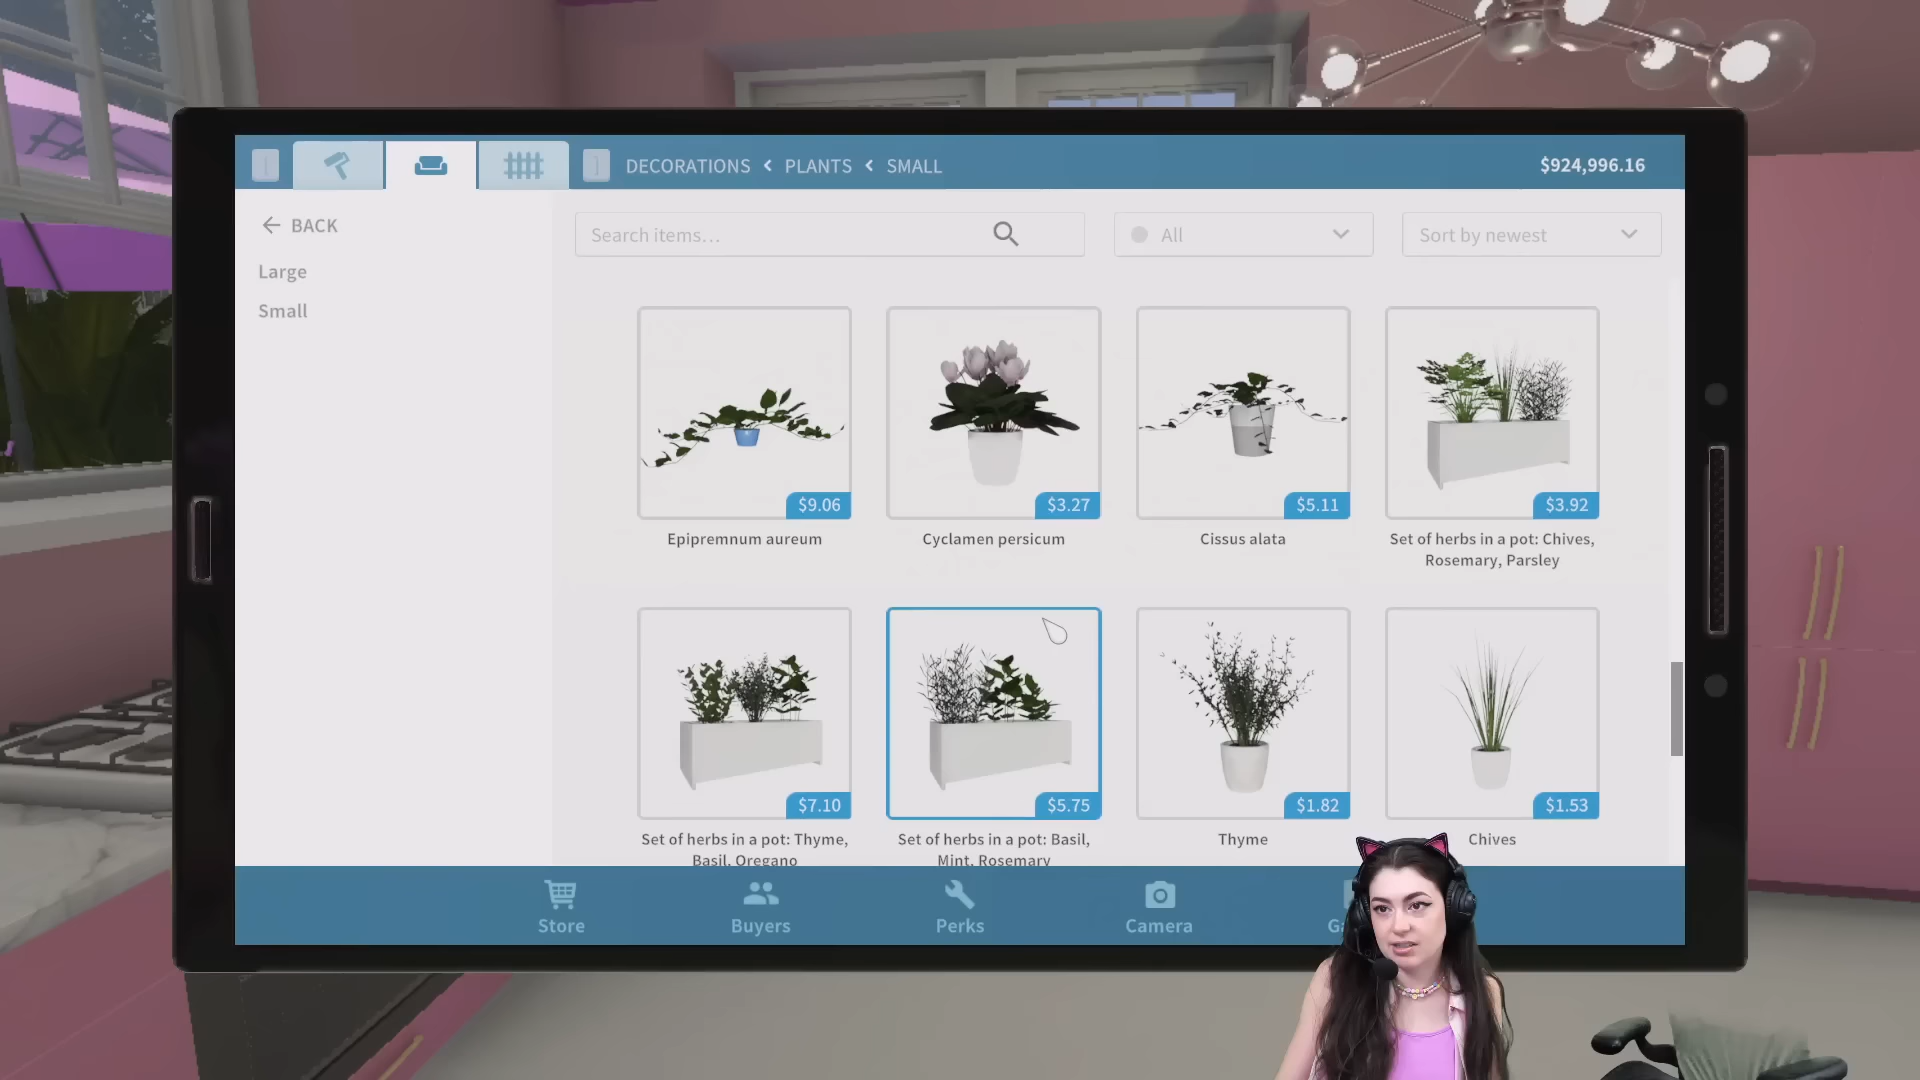 DECORATIONS < PLANTS < SMALL
$924,996.16
BACK
Large
Small
Search items...
All
Sort by newest
$9.06
$3.27
$5.11
$3.92
Epipremnum aureum
Cyclamen persicum
Cissus alata
Set of herbs in a pot: Chives,
Rosemary, Parsley
$7.10
$5.75
$1.82
$1.53
Set of herbs in a pot: Thyme,
Basil, Oregano
Set of herbs in a pot: Basil,
Mint, Rosemary
Thyme
Chives
Store
Buyers
Perks
Camera